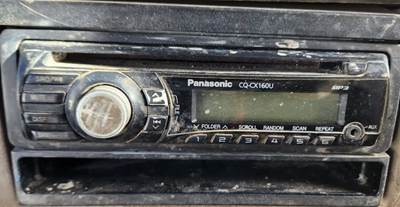 Panasonic CQ-CX160U MP3
FOLDER SCROLL RANDOM SCAN REPEAT AUX
1 2 3 4 5 6